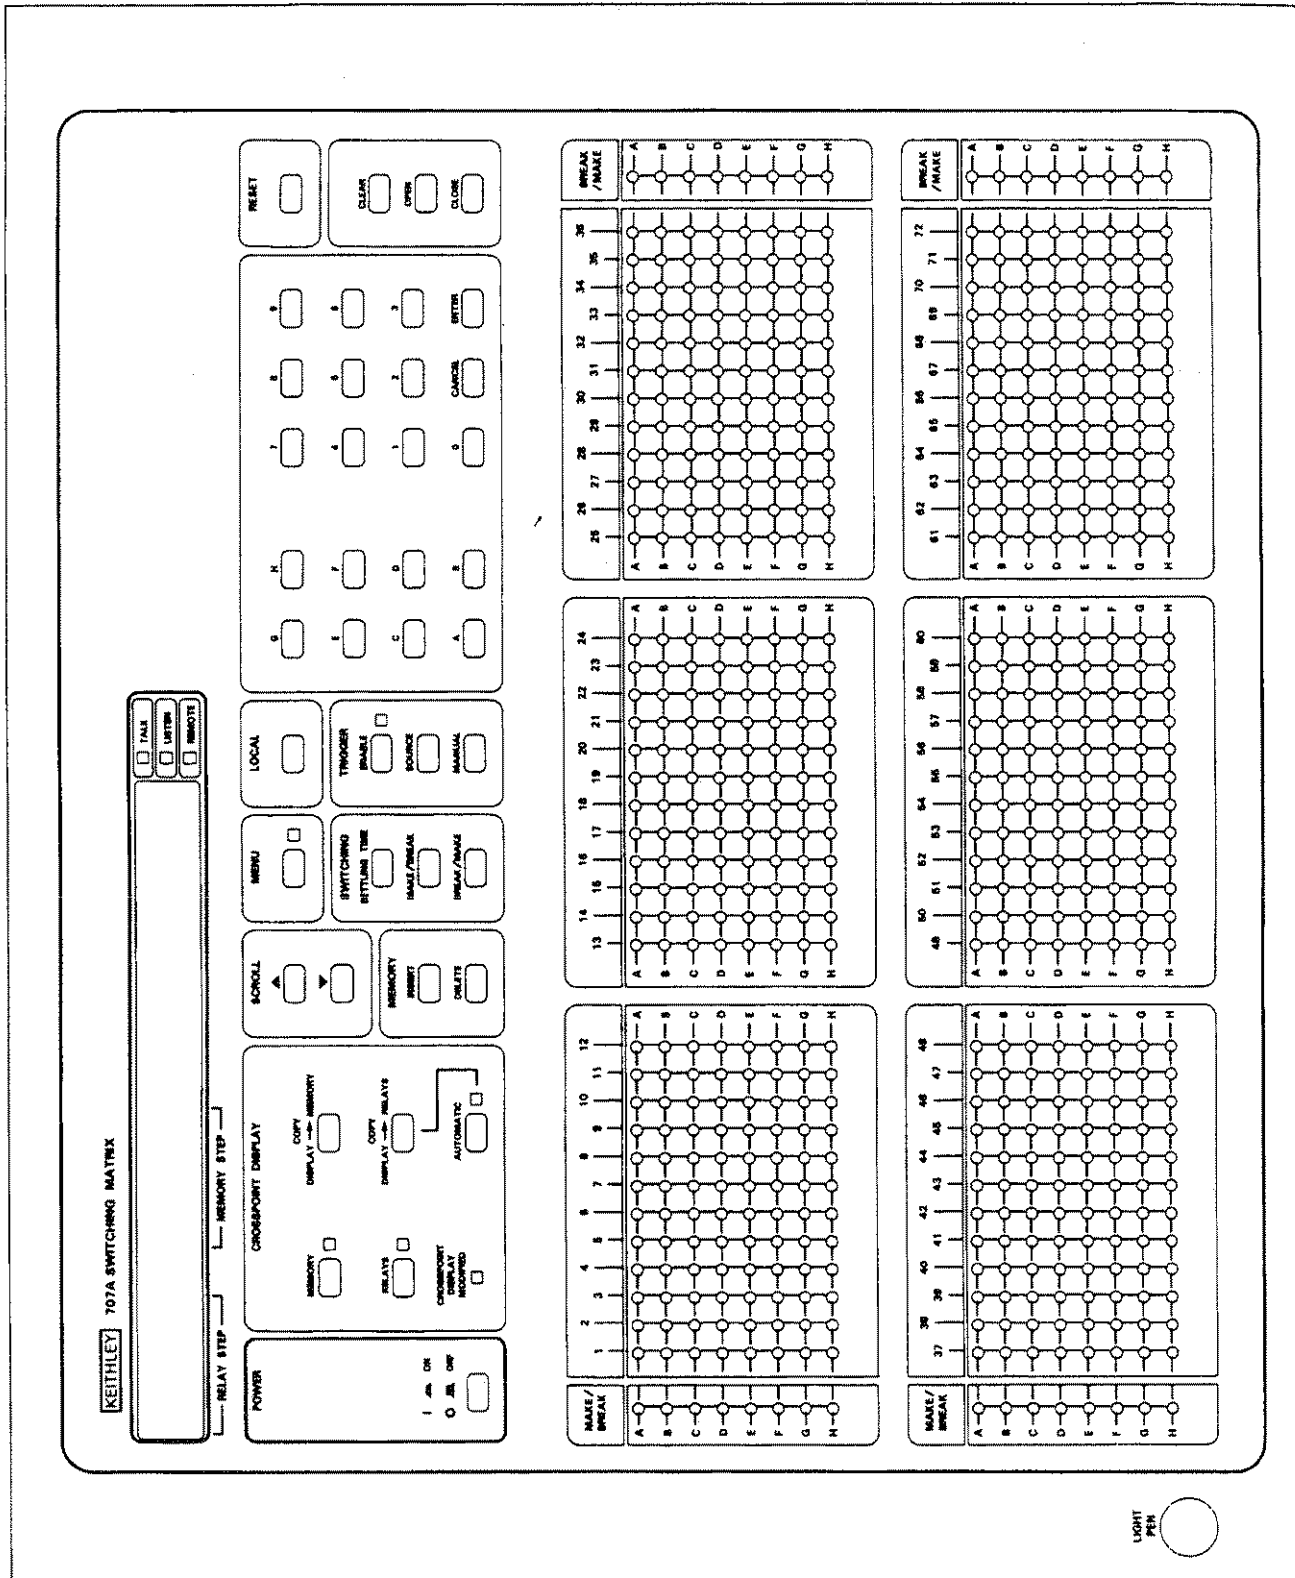 KEITHLEY 707A SWITCHING MATRIX
TALK
LISTEN
REMOTE
RELAY STEP
MEMORY STEP
POWER
I ON
O OFF
CROSSPOINT DISPLAY
MEMORY
COPY
DISPLAY MEMORY
RELAYS
COPY
DISPLAY RELAYS
CROSSPOINT
DISPLAY
MODIFIED
AUTOMATIC
SCROLL
MEMORY
INSERT
DELETE
MENU
SWITCHING
SETTLING TIME
MAKE/BREAK
BREAK/MAKE
LOCAL
TRIGGER
ENABLE
SOURCE
MANUAL
G H 7 8 9
E F 4 5 6
C D 1 2 3
A B 0 CANCEL ENTER
RESET
CLEAR
OPEN
CLOSE
MAKE/
BREAK
1 2 3 4 5 6 7 8 9 10 11 12
13 14 15 16 17 18 19 20 21 22 23 24
25 26 27 28 29 30 31 32 33 34 35 36
BREAK
/MAKE
A A A A A A A
B B B B B B B
C C C C C C C
D D D D D D D
E E E E E E E
F F F F F F F
G G G G G G G
H H H H H H H
MAKE/
BREAK
37 38 39 40 41 42 43 44 45 46 47 48
49 50 51 52 53 54 55 56 57 58 59 60
61 62 63 64 65 66 67 68 69 70 71 72
BREAK
/MAKE
A A A A A A A
B B B B B B B
C C C C C C C
D D D D D D D
E E E E E E E
F F F F F F F
G G G G G G G
H H H H H H H
LIGHT
PEN